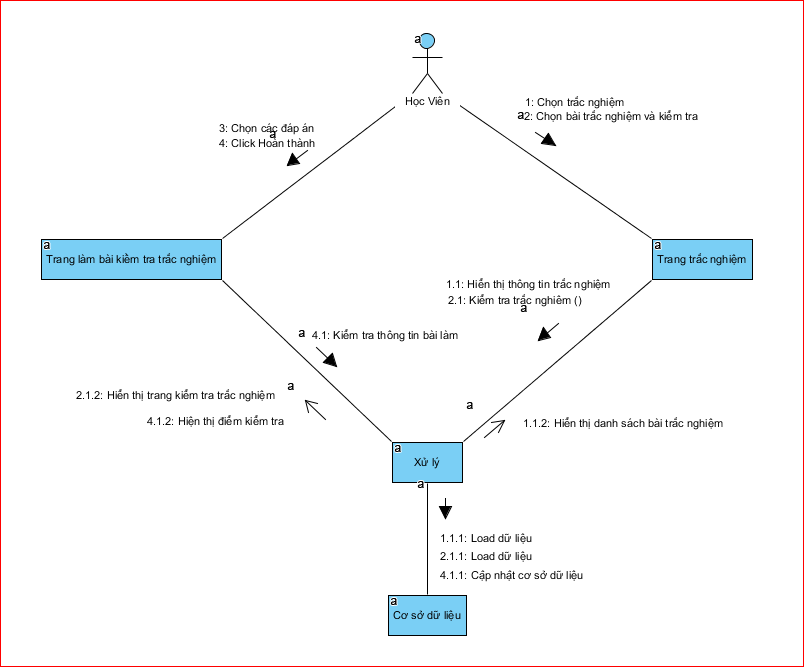 a
Học Viên
1: Chọn trắc nghiệm
a
2: Chọn bài trắc nghiệm và kiểm tra
3: Chọn các đáp án
a
4: Click Hoàn thành
a
Trang làm bài kiểm tra trắc nghiệm
a
Trang trắc nghiệm
1.1: Hiển thị thông tin trắc nghiệm
2.1: Kiểm tra trắc nghiêm ()
a
a
4.1: Kiểm tra thông tin bài làm
a
2.1.2: Hiển thị trang kiểm tra trắc nghiệm
4.1.2: Hiện thị điểm kiểm tra
a
1.1.2: Hiển thị danh sách bài trắc nghiệm
a
Xử lý
a
1.1.1: Load dữ liệu
2.1.1: Load dữ liệu
4.1.1: Cập nhật cơ sở dữ liệu
a
Cơ sở dữ liệu